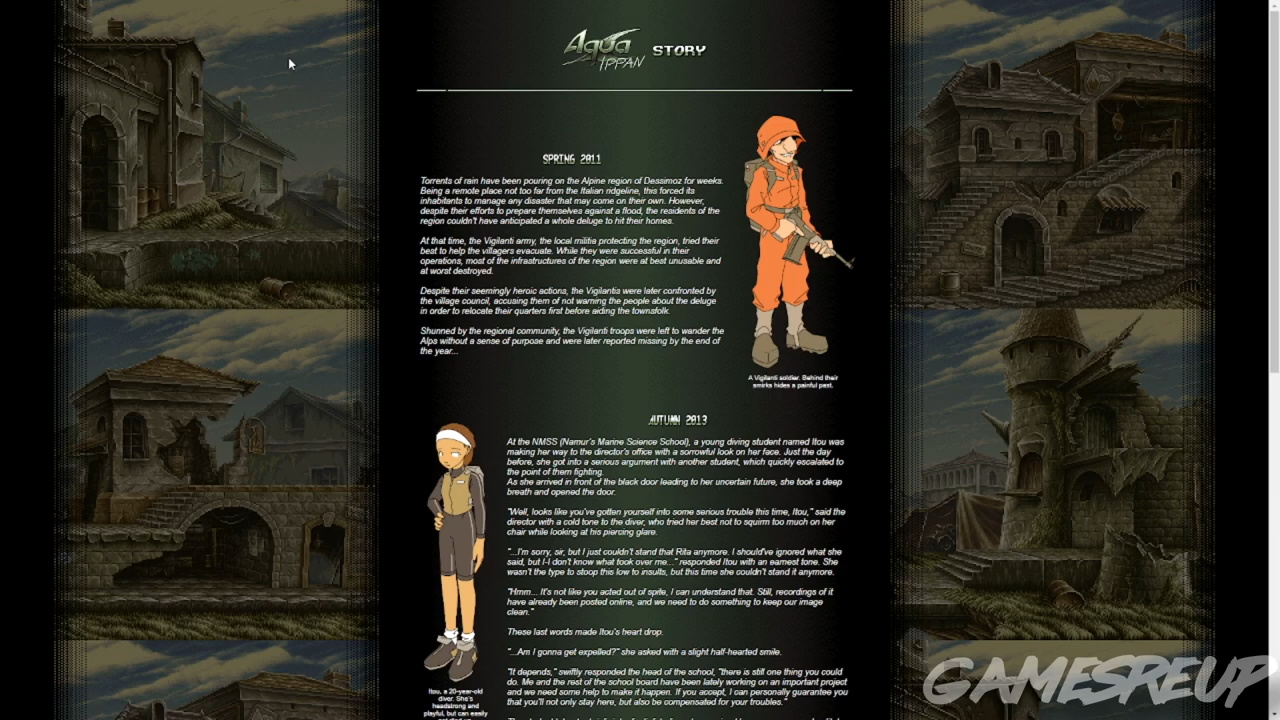 Aqua
IPPAN
STORY
SPRING 2011
Torrents of rain have been pouring on the Alpine region of Dessimoz for weeks.
Being a remote place not too far from the Italian ridgeline, this forced its
inhabitants to manage any disaster that may come on their own. However,
despite their efforts to prepare themselves against a flood, the residents of the
region couldn't have anticipated a whole deluge to hit their homes.
At that time, the Vigilanti army, the local militia protecting the region, tried their
best to help the villagers evacuate. While they were successful in their
operations, most of the infrastructures of the region were at best unusable and
at worst destroyed.
Despite their seemingly heroic actions, the Vigilantis were later confronted by
the village council, accusing them of not warning the people about the deluge
in order to relocate their quarters first before aiding the townsfolk.
Shunned by the regional community, the Vigilanti troops were left to wander the
Alps without a sense of purpose and were later reported missing by the end of
the year...
A Vigilanti soldier. Behind their
smirks hides a painful past.
AUTUMN 2013
At the NMSS (Namur's Marine Science School), a young diving student named Itou was
making her way to the director's office with a sorrowful look on her face. Just the day
before, she got into a serious argument with another student, which quickly escalated to
the point of them fighting.
As she arrived in front of the black door leading to her uncertain future, she took a deep
breath and opened the door.
"Well, looks like you've gotten yourself into some serious trouble this time, Itou," said the
director with a cold tone to the diver, who tried her best not to squirm too much on her
chair while looking at his piercing glare.
"...I'm sorry, sir, but I just couldn't stand that Rita anymore. I should've ignored what she
said, but I-I don't know what took over me..." responded Itou with an earnest tone. She
wasn't the type to stoop this low to insults, but this time she couldn't stand it anymore.
"Hmm... It's not like you acted out of spite, I can understand that. Still, recordings of it
have already been posted online, and we need to do something to keep our image
clean."
These last words made Itou's heart drop.
"...Am I gonna get expelled?" she asked with a slight half-hearted smile.
"It depends," swiftly responded the head of the school, "there is still one thing you could
do. Me and the rest of the school board have been lately working on an important project
and we need some help to make it happen. If you accept, I can personally guarantee you
that you'll not only stay here, but also be compensated for your troubles."
Itou, a 20-year-old
diver. She's
headstrong and
playful, but can easily
GAMESREUP